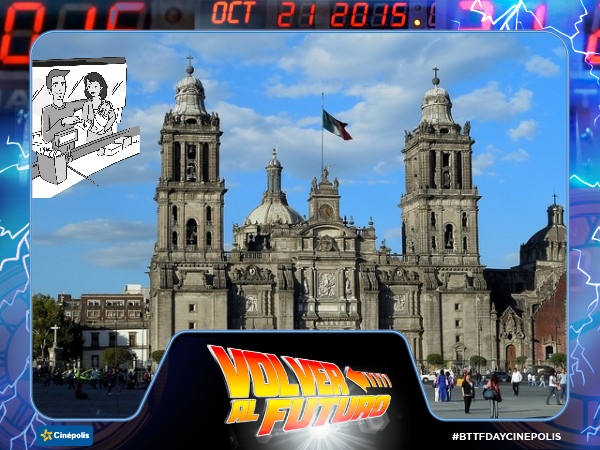 OCT 21 2015
VOLVER
AL FUTURO
Cinépolis
#BTTFDAYCINEPOLIS